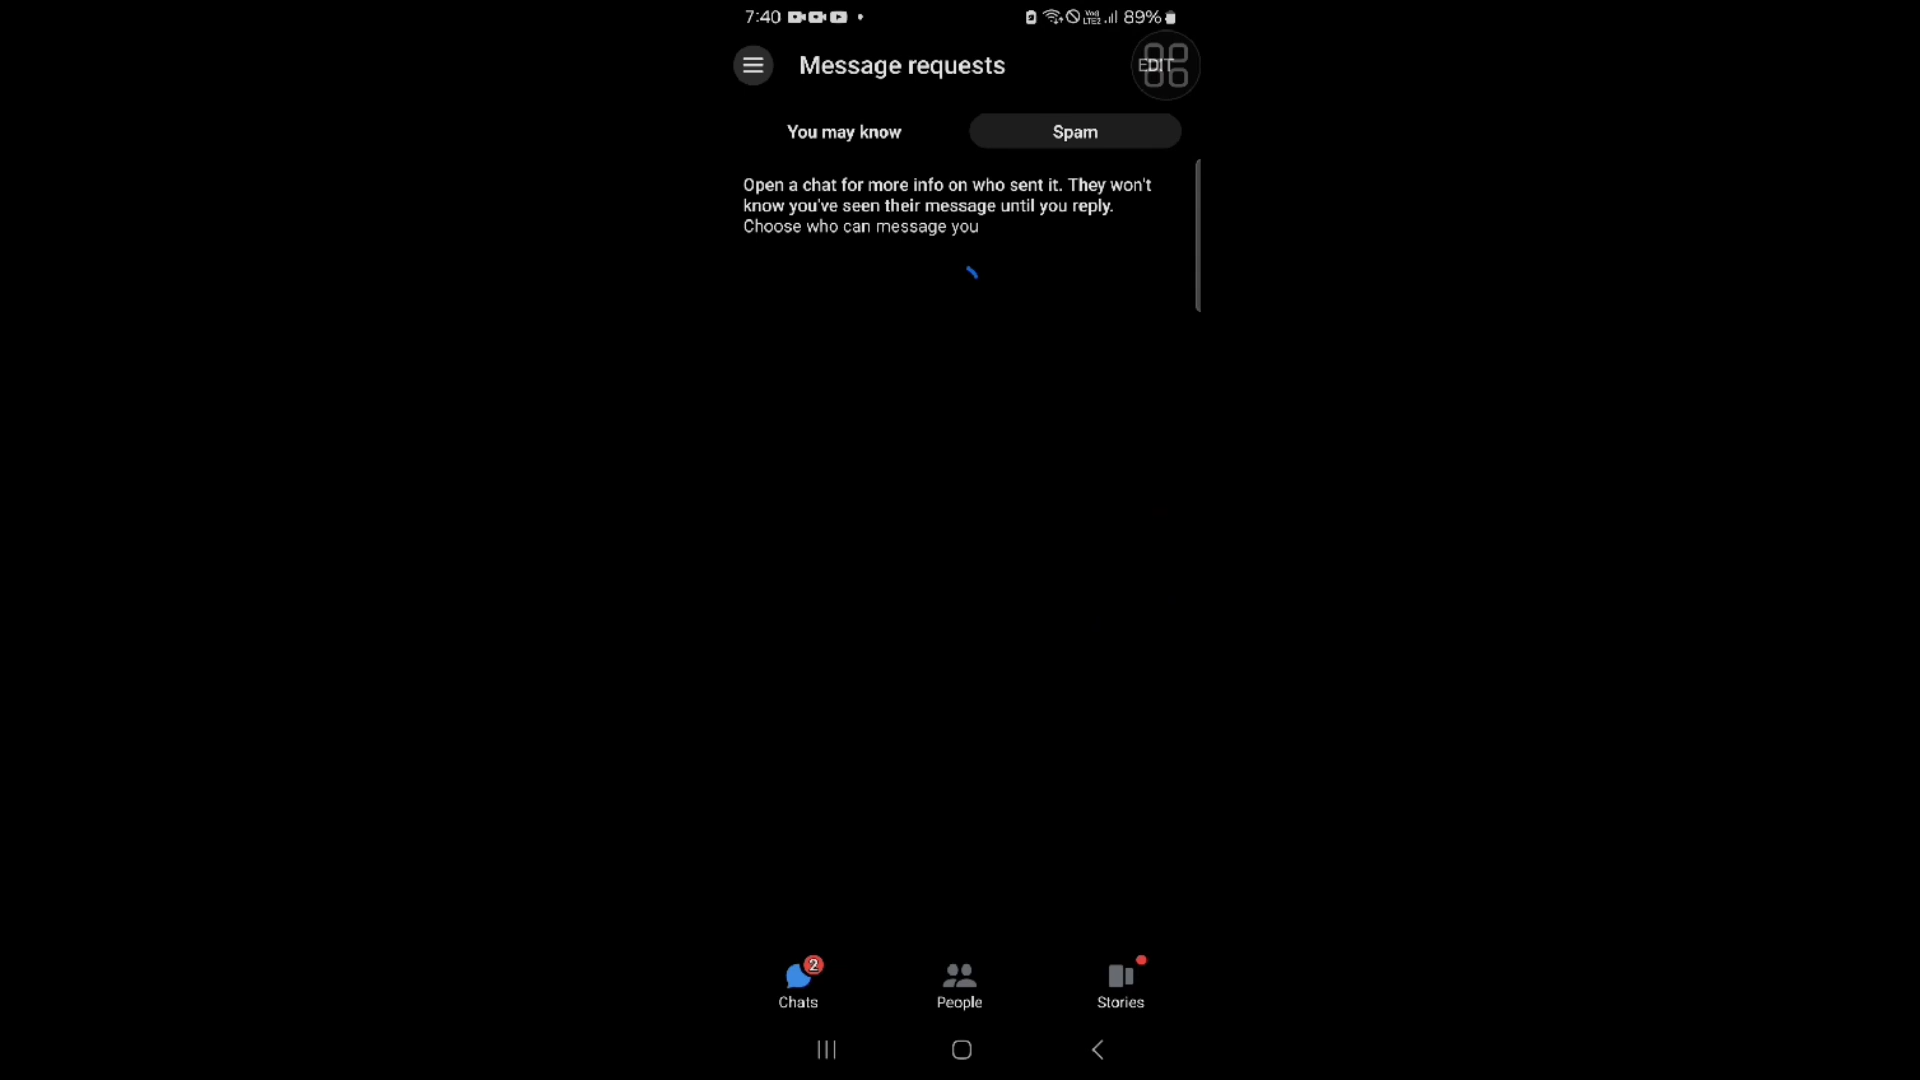 7:40
89%
Message requests
EDIT
You may know
Spam
Open a chat for more info on who sent it. They won't
know you've seen their message until you reply.
Choose who can message you
2
Chats
People
Stories